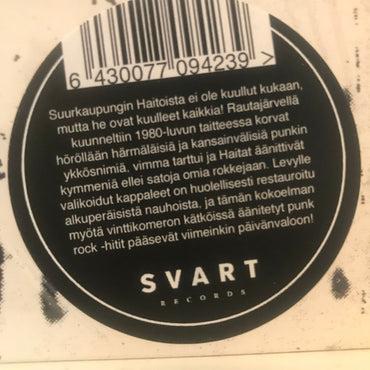 6 430077 094239 >
Suurkaupungin Haitoista ei ole kuullut kukaan,
mutta he ovat kuulleet kaikkia! Rautajärvellä
kuunneltiin 1980-luvun taitteessa korvat
höröllään härmäläisiä ja kansainvälisiä punkin
ykkösnimiä, vimma tarttui ja Haitat äänittivät
kymmeniä ellei satoja omia rokkejaan. Levylle
valikoidut kappaleet on huolellisesti restauroitu
alkuperäisistä nauhoista, ja tämän kokoelman
myötä vinttikomeron kätköissä äänitetyt punk
rock -hitit pääsevät viimeinkin päivänvaloon!
SVART
RECORDS